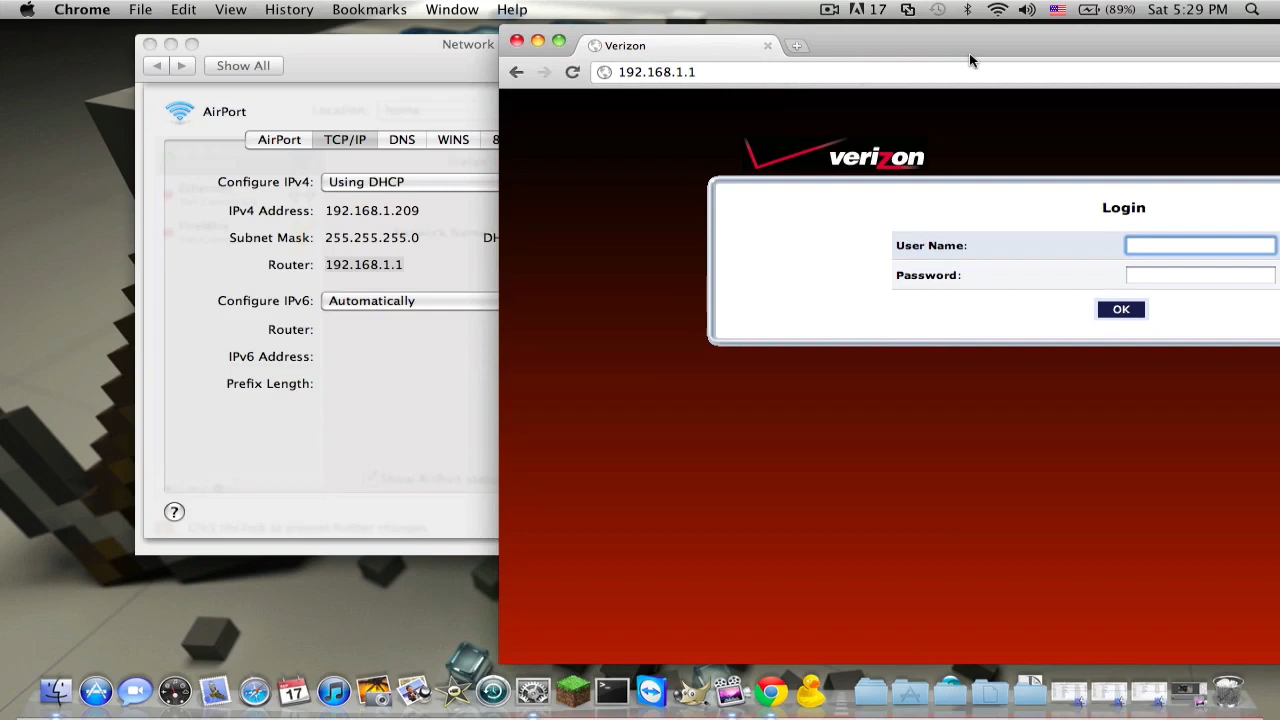 Chrome File Edit View History Bookmarks Window Help
17 (89%) Sat 5:29 PM
Network
Show All
AirPort
AirPort TCP/IP DNS WINS 8
Configure IPv4: Using DHCP
IPv4 Address: 192.168.1.209
Subnet Mask: 255.255.255.0 DH
Router: 192.168.1.1
Configure IPv6: Automatically
Router:
IPv6 Address:
Prefix Length:
?
Verizon
192.168.1.1
verizon
Login
User Name:
Password:
OK
17